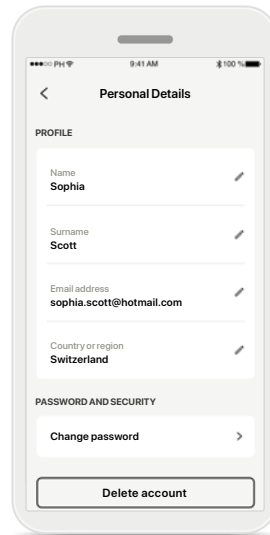 PH 9:41 AM 100 %
Personal Details
PROFILE
Name
Sophia
Surname
Scott
Email address
sophia.scott@hotmail.com
Country or region
Switzerland
PASSWORD AND SECURITY
Change password
Delete account